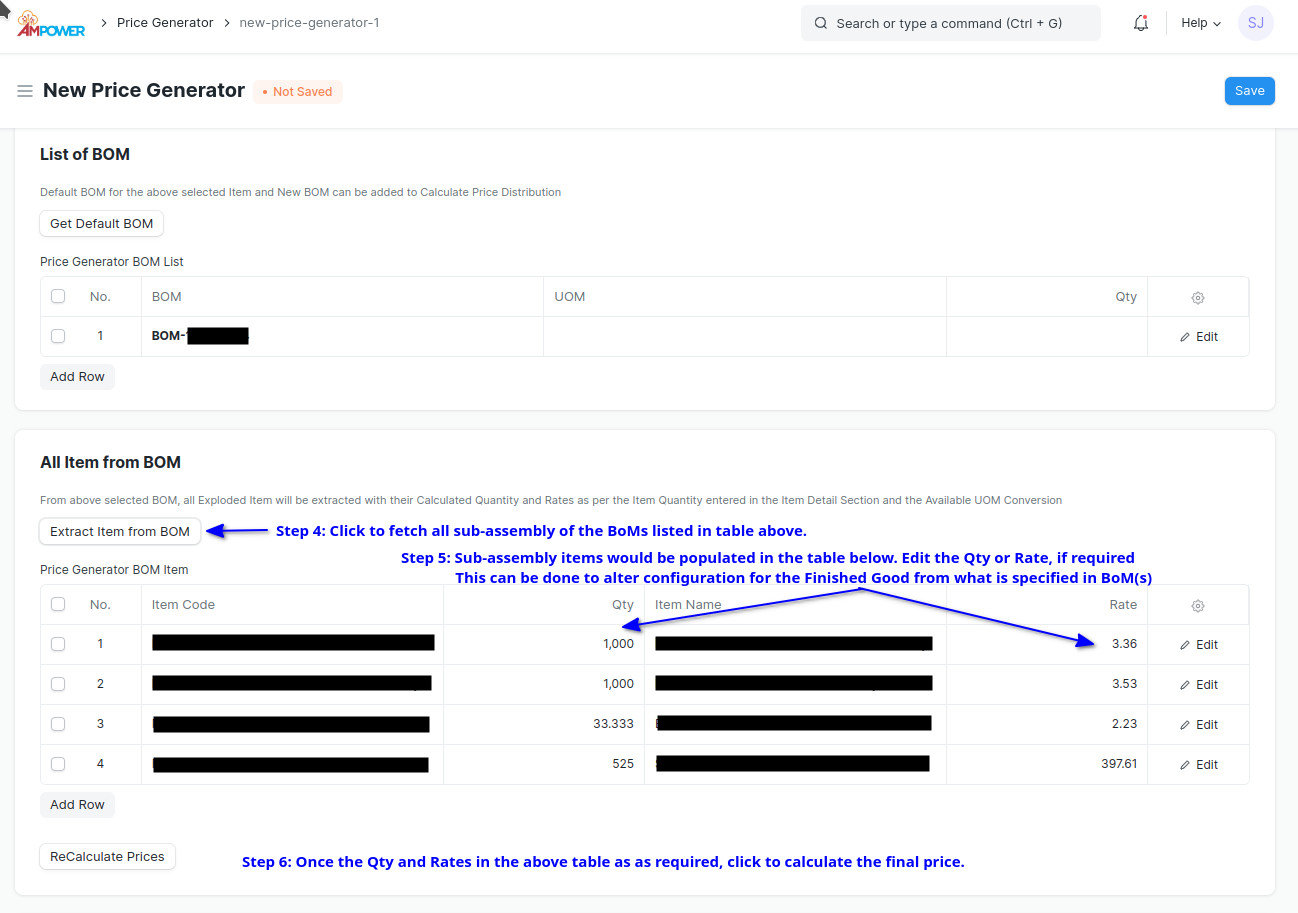 AMPOWER > Price Generator > new-price-generator-1 Search or type a command (Ctrl + G) Help SJ
New Price Generator • Not Saved Save
List of BOM
Default BOM for the above selected Item and New BOM can be added to Calculate Price Distribution
Get Default BOM
Price Generator BOM List
No. BOM UOM Qty
1 BOM- Edit
Add Row
All Item from BOM
From above selected BOM, all Exploded Item will be extracted with their Calculated Quantity and Rates as per the Item Quantity entered in the Item Detail Section and the Available UOM Conversion
Extract Item from BOM Step 4: Click to fetch all sub-assembly of the BoMs listed in table above.
Step 5: Sub-assembly items would be populated in the table below. Edit the Qty or Rate, if required
Price Generator BOM Item This can be done to alter configuration for the Finished Good from what is specified in BoM(s)
No. Item Code Qty Item Name Rate
1 1,000 3.36 Edit
2 1,000 3.53 Edit
3 33.333 2.23 Edit
4 525 397.61 Edit
Add Row
ReCalculate Prices Step 6: Once the Qty and Rates in the above table as as required, click to calculate the final price.